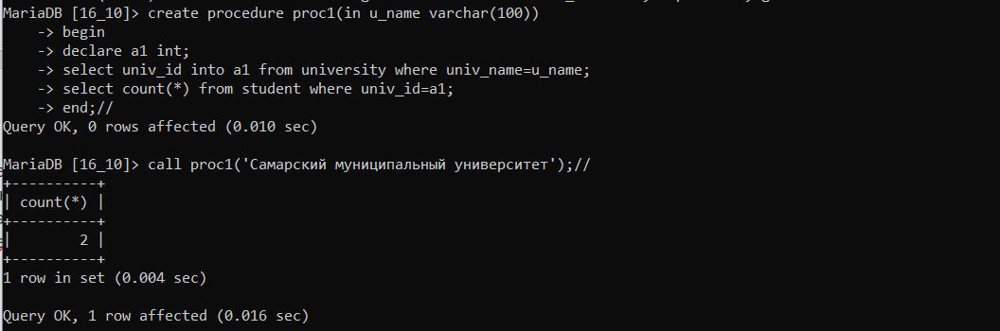 MariaDB [16_10]> create procedure proc1(in u_name varchar(100))
    -> begin
    -> declare a1 int;
    -> select univ_id into a1 from university where univ_name=u_name;
    -> select count(*) from student where univ_id=a1;
    -> end;//
Query OK, 0 rows affected (0.010 sec)

MariaDB [16_10]> call proc1('Самарский муниципальный университет');//
+----------+
| count(*) |
+----------+
|        2 |
+----------+
1 row in set (0.004 sec)

Query OK, 1 row affected (0.016 sec)